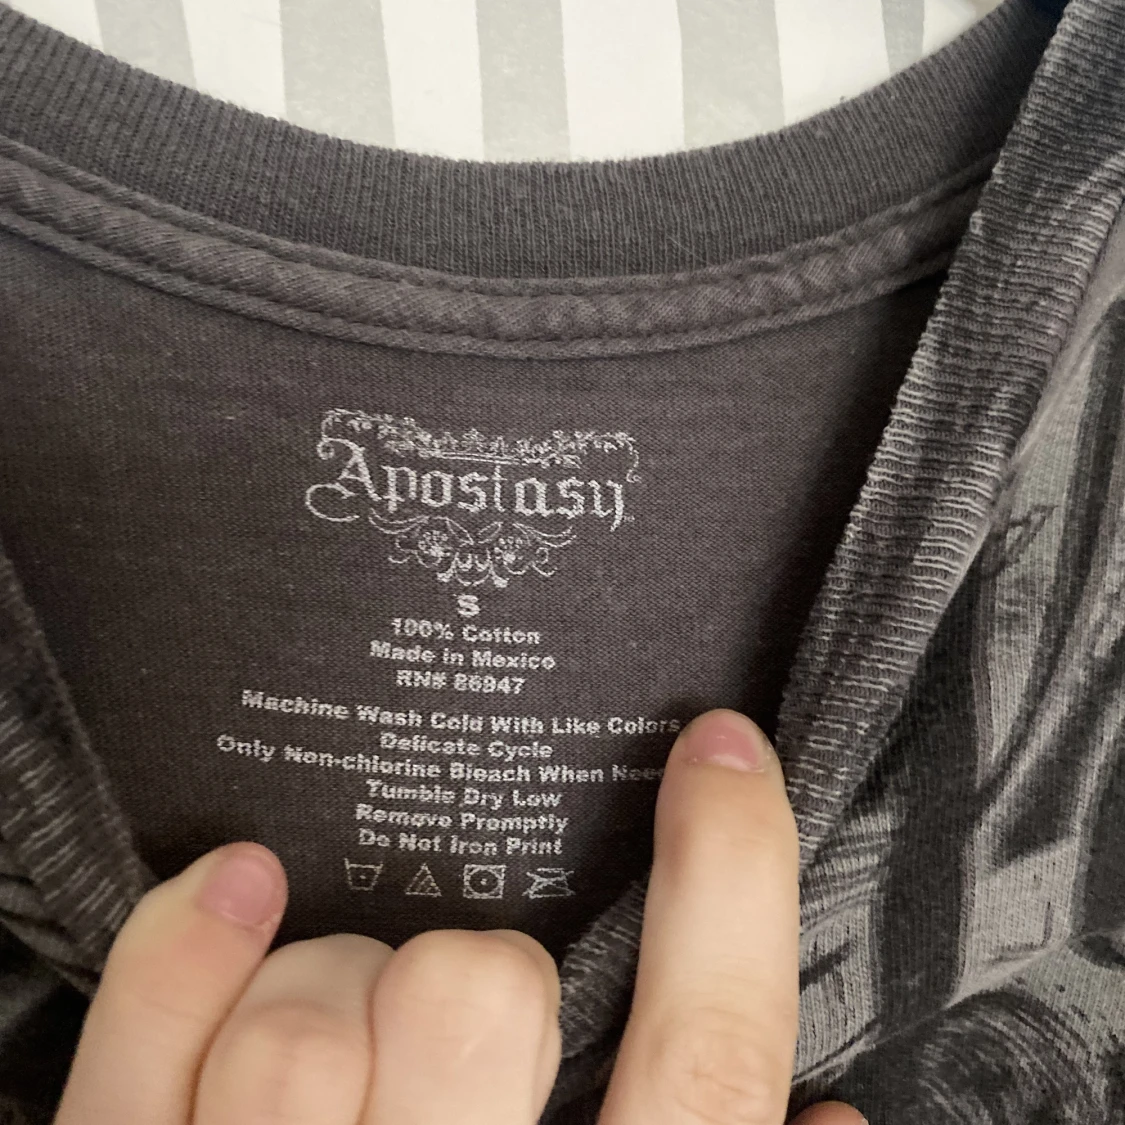 Apostasy
S
100% Cotton
Made in Mexico
RN# 86947
Machine Wash Cold With Like Colors
Delicate Cycle
Only Non-chlorine Bleach When
Tumble Dry Low
Remove Promptly
Do Not Iron Print